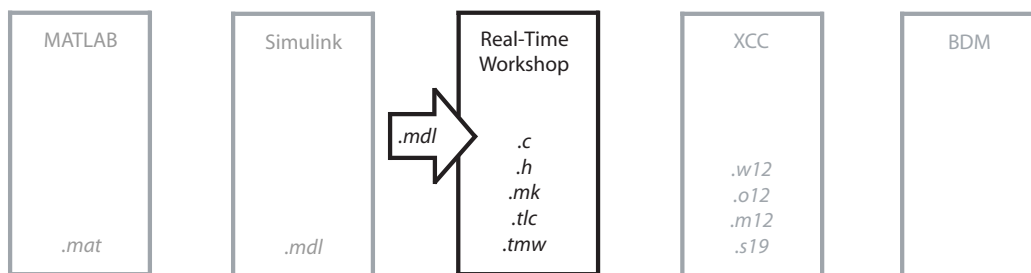 MATLAB
.mat
Simulink
.mdl
.mdl
Real-Time
Workshop
.c
.h
.mk
.tlc
.tmw
XCC
.w12
.o12
.m12
.s19
BDM